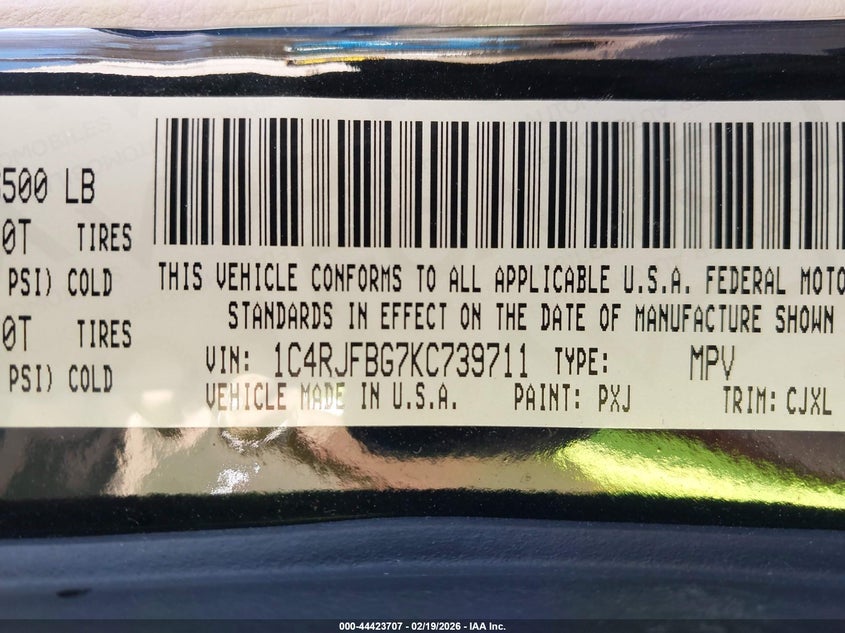 500 LB
0T TIRES
PSI) COLD
0T TIRES
PSI) COLD
THIS VEHICLE CONFORMS TO ALL APPLICABLE U.S.A. FEDERAL MOTO
STANDARDS IN EFFECT ON THE DATE OF MANUFACTURE SHOWN
VIN: 1C4RJFBG7KC739711 TYPE: MPV
VEHICLE MADE IN U.S.A. PAINT: PXJ TRIM: CJXL
000-44423707 - 02/19/2026 - IAA Inc.